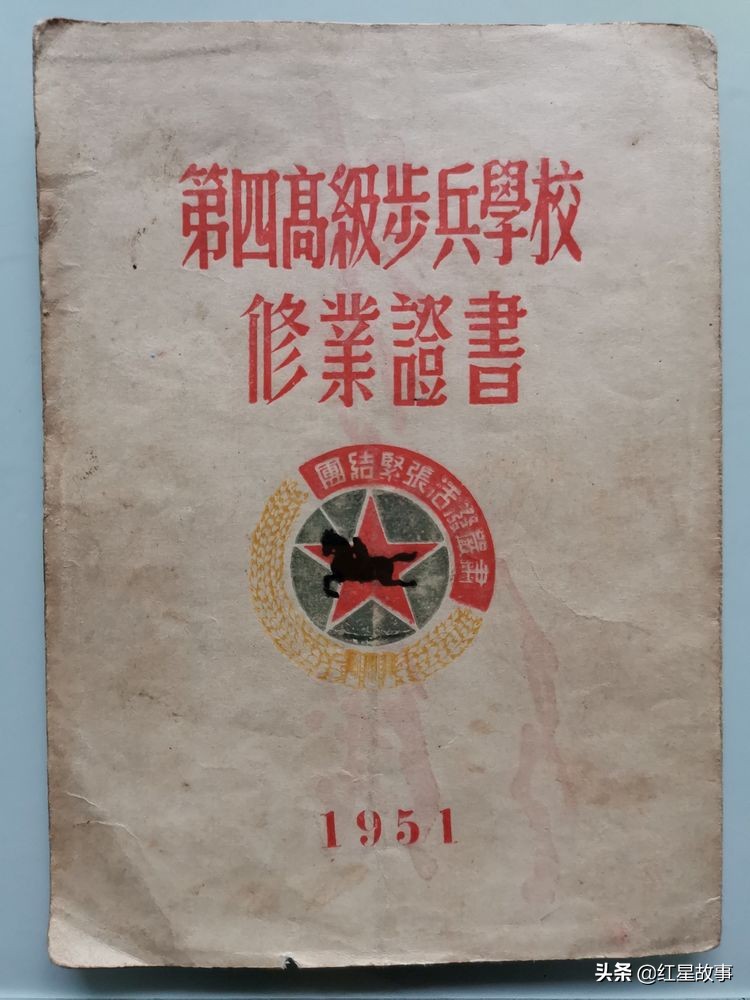 第四高級步兵學校
修業證書
團結緊張活潑嚴肅
1951
头条 @红星故事